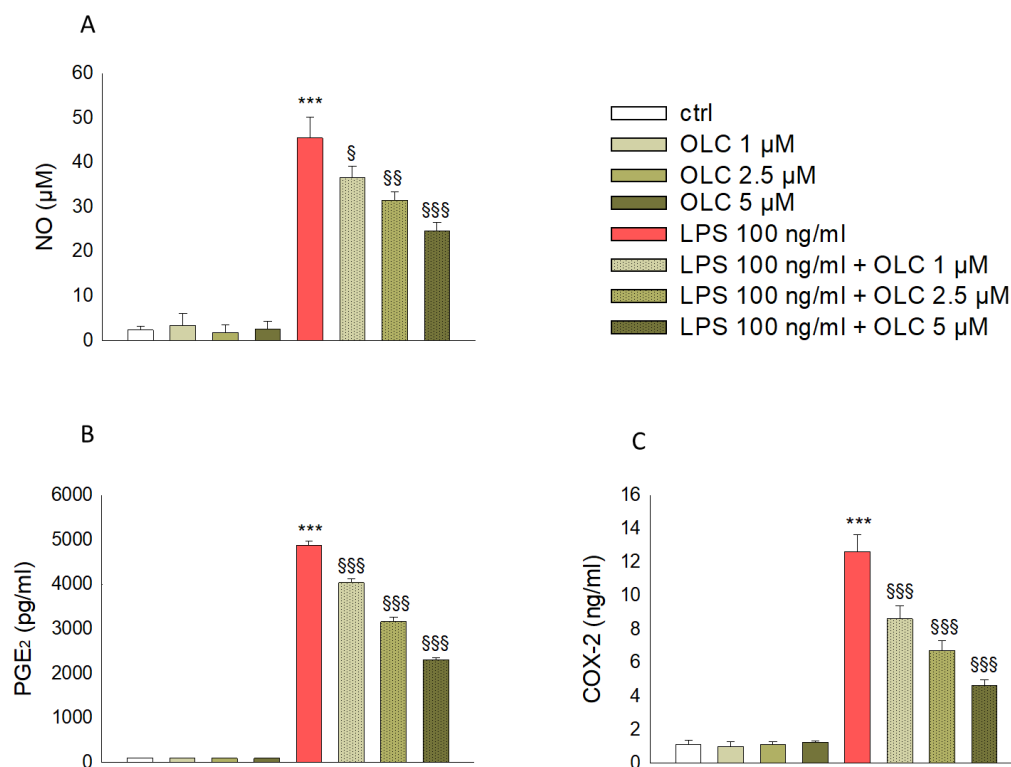 A
60
50
40
30
20
10
0
NO (µM)
***
§
§§
§§§
ctrl
OLC 1 µM
OLC 2.5 µM
OLC 5 µM
LPS 100 ng/ml
LPS 100 ng/ml + OLC 1 µM
LPS 100 ng/ml + OLC 2.5 µM
LPS 100 ng/ml + OLC 5 µM
B
6000
5000
4000
3000
2000
1000
0
PGE₂ (pg/ml)
***
§§§
§§§
§§§
C
16
14
12
10
8
6
4
2
0
COX-2 (ng/ml)
***
§§§
§§§
§§§